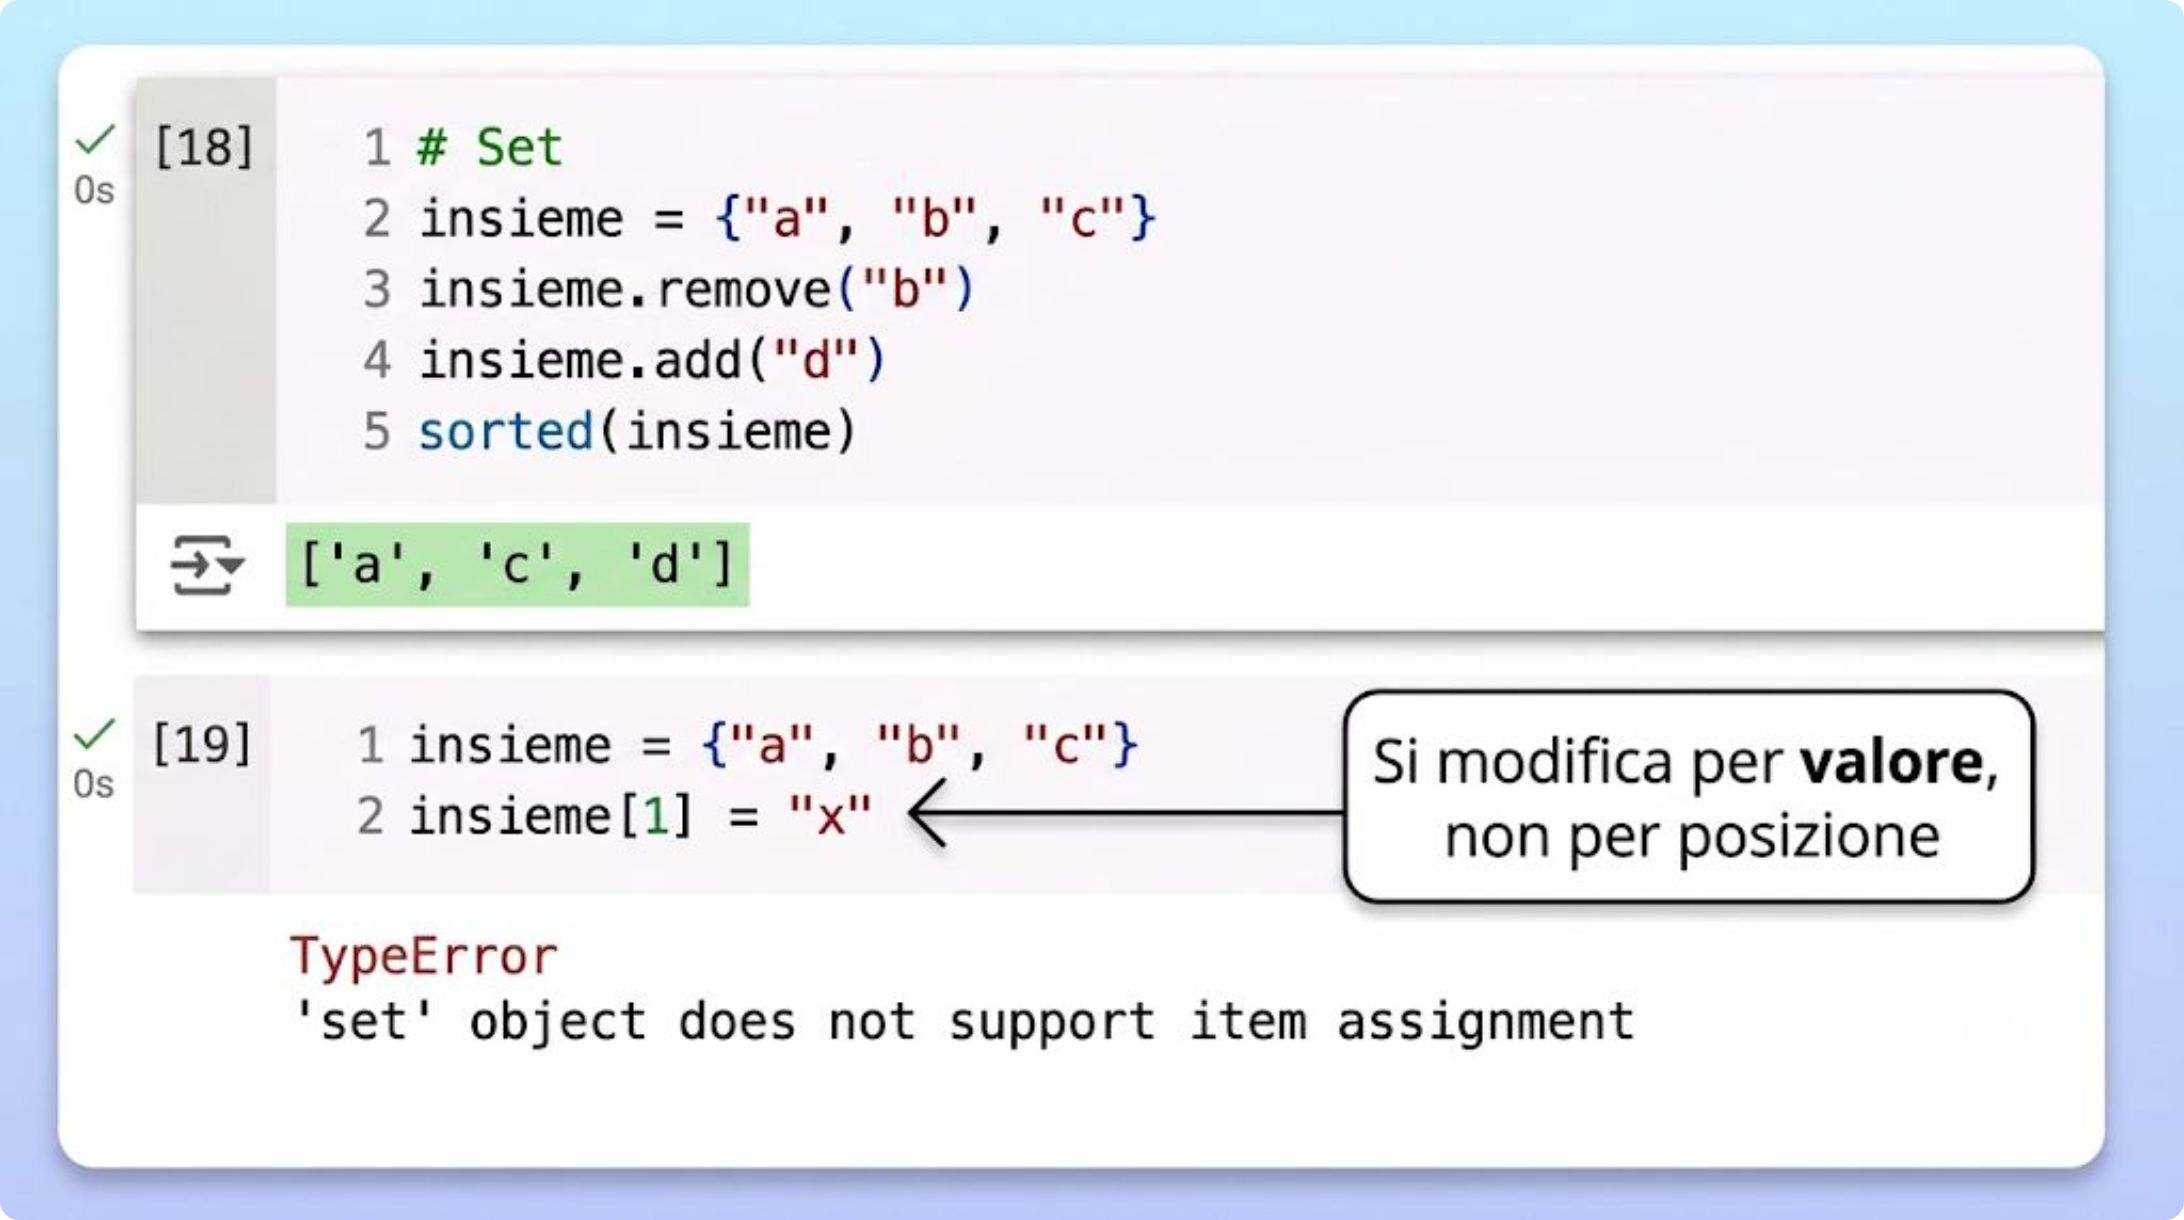 [18]
0s
1 # Set
2 insieme = {"a", "b", "c"}
3 insieme.remove("b")
4 insieme.add("d")
5 sorted(insieme)
['a', 'c', 'd']
[19]
0s
1 insieme = {"a", "b", "c"}
2 insieme[1] = "x"
Si modifica per valore,
non per posizione
TypeError
'set' object does not support item assignment